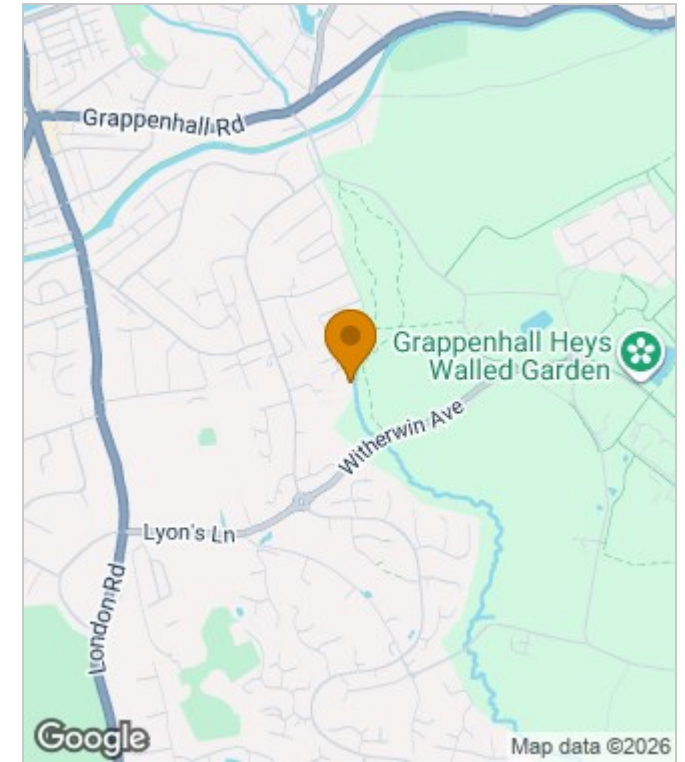 Grappenhall Rd
Grappenhall Heys
Walled Garden
Witherwin Ave
Lyon's Ln
London Rd
Google
Map data ©2026